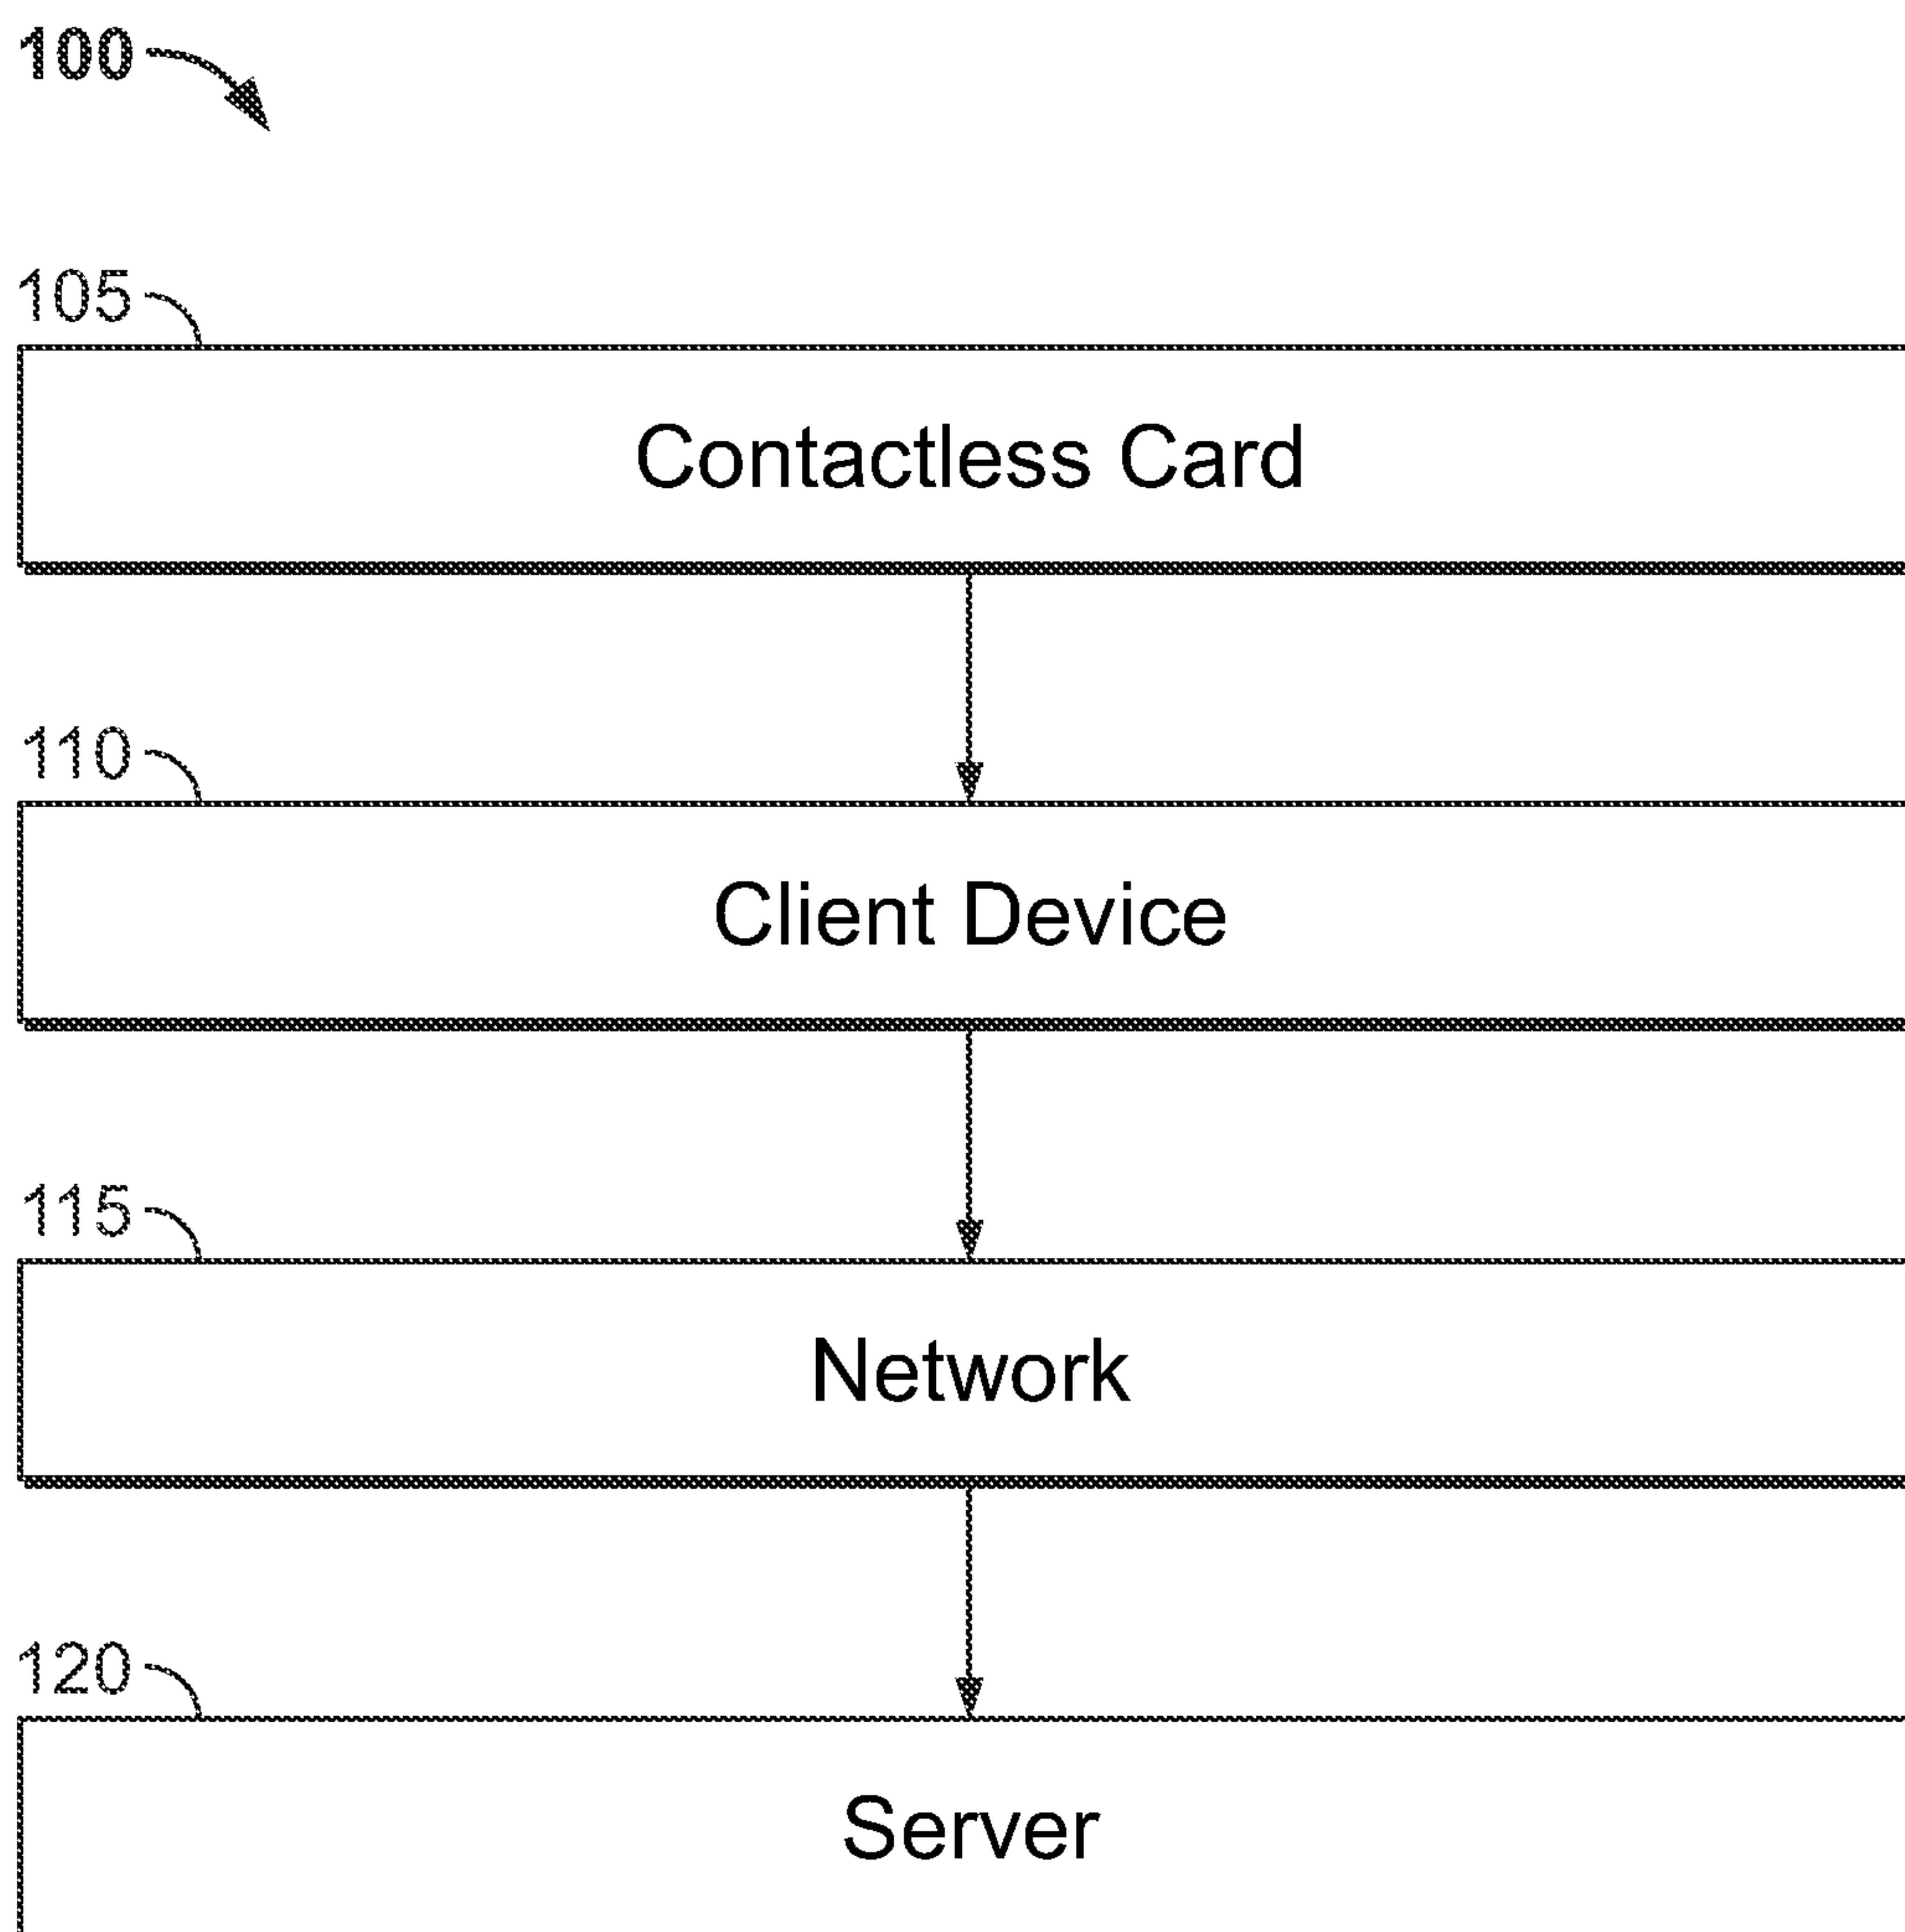 100
105
Contactless Card
110
Client Device
115
Network
120
Server